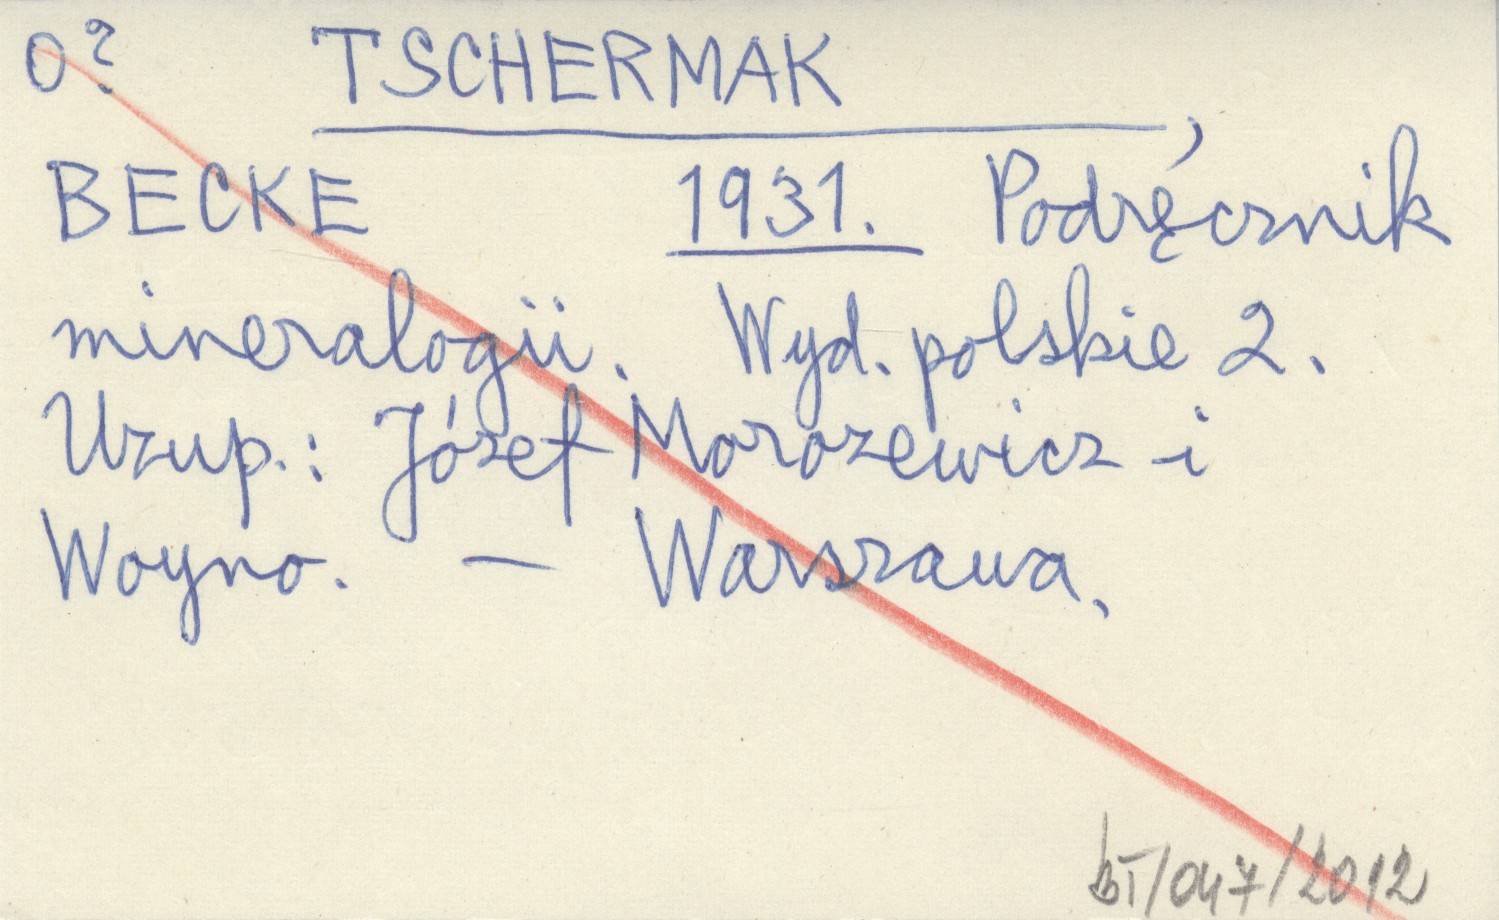 0? TSCHERMAK,
BECKE 1931. Podręcznik
mineralogii. Wyd. polskie 2.
Uzup.: Józef Morozewicz i
Woyno. — Warszawa.
bT/047/2012